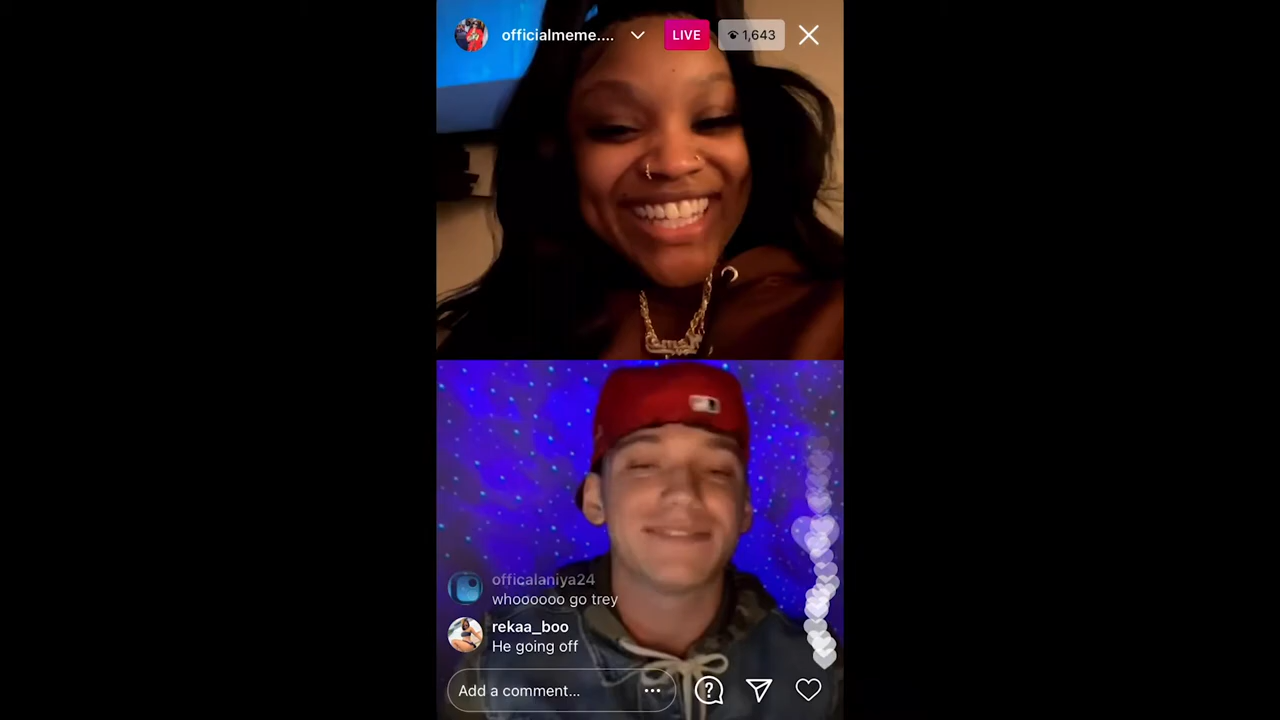 officialmeme....
LIVE
1,643
officalaniya24
whoooooo go trey
rekaa_boo
He going off
Add a comment...